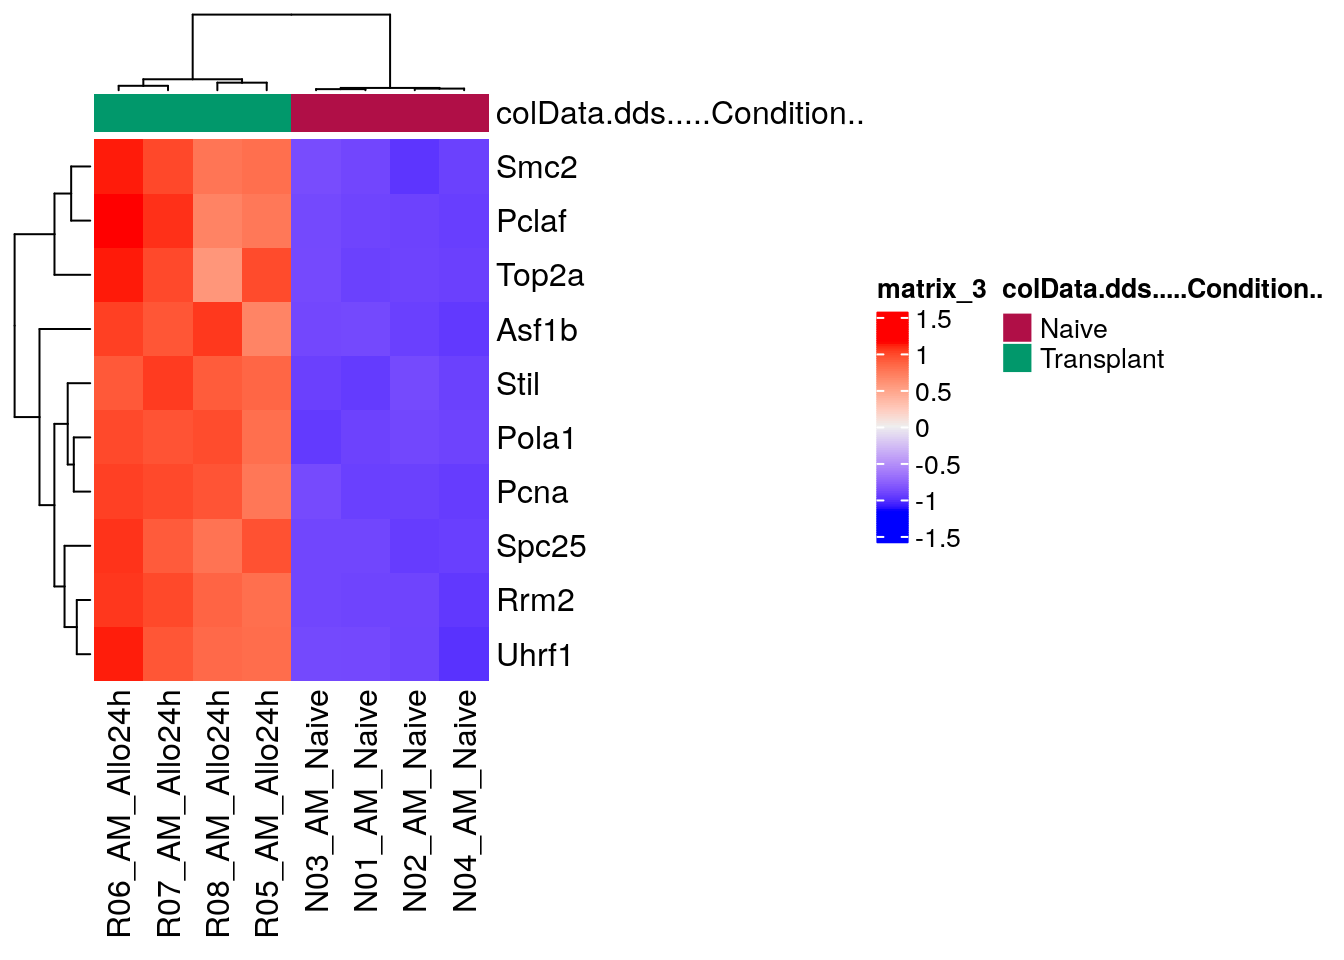 colData.dds.....Condition..
Smc2
Pclaf
Top2a
Asf1b
Stil
Pola1
Pcna
Spc25
Rrm2
Uhrf1
R06_AM_Allo24h
R07_AM_Allo24h
R08_AM_Allo24h
R05_AM_Allo24h
N03_AM_Naive
N01_AM_Naive
N02_AM_Naive
N04_AM_Naive
matrix_3
1.5
1
0.5
0
-0.5
-1
-1.5
colData.dds.....Condition..
Naive
Transplant